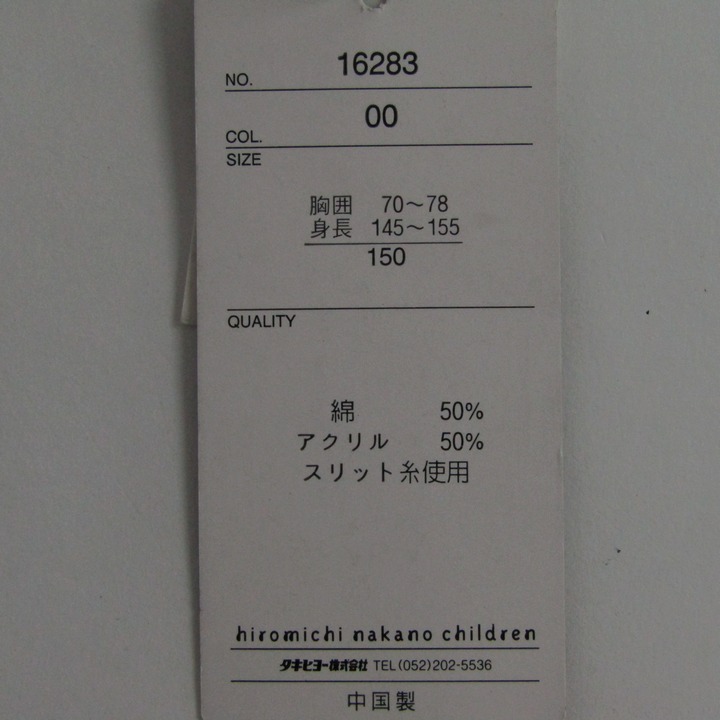 NO. 16283
COL. 00
SIZE
胸囲 70～78
身長 145～155
150
QUALITY
綿 50%
アクリル 50%
スリット糸使用
hiromichi nakano children
タキヒヨー株式会社 TEL(052)202-5536
中国製